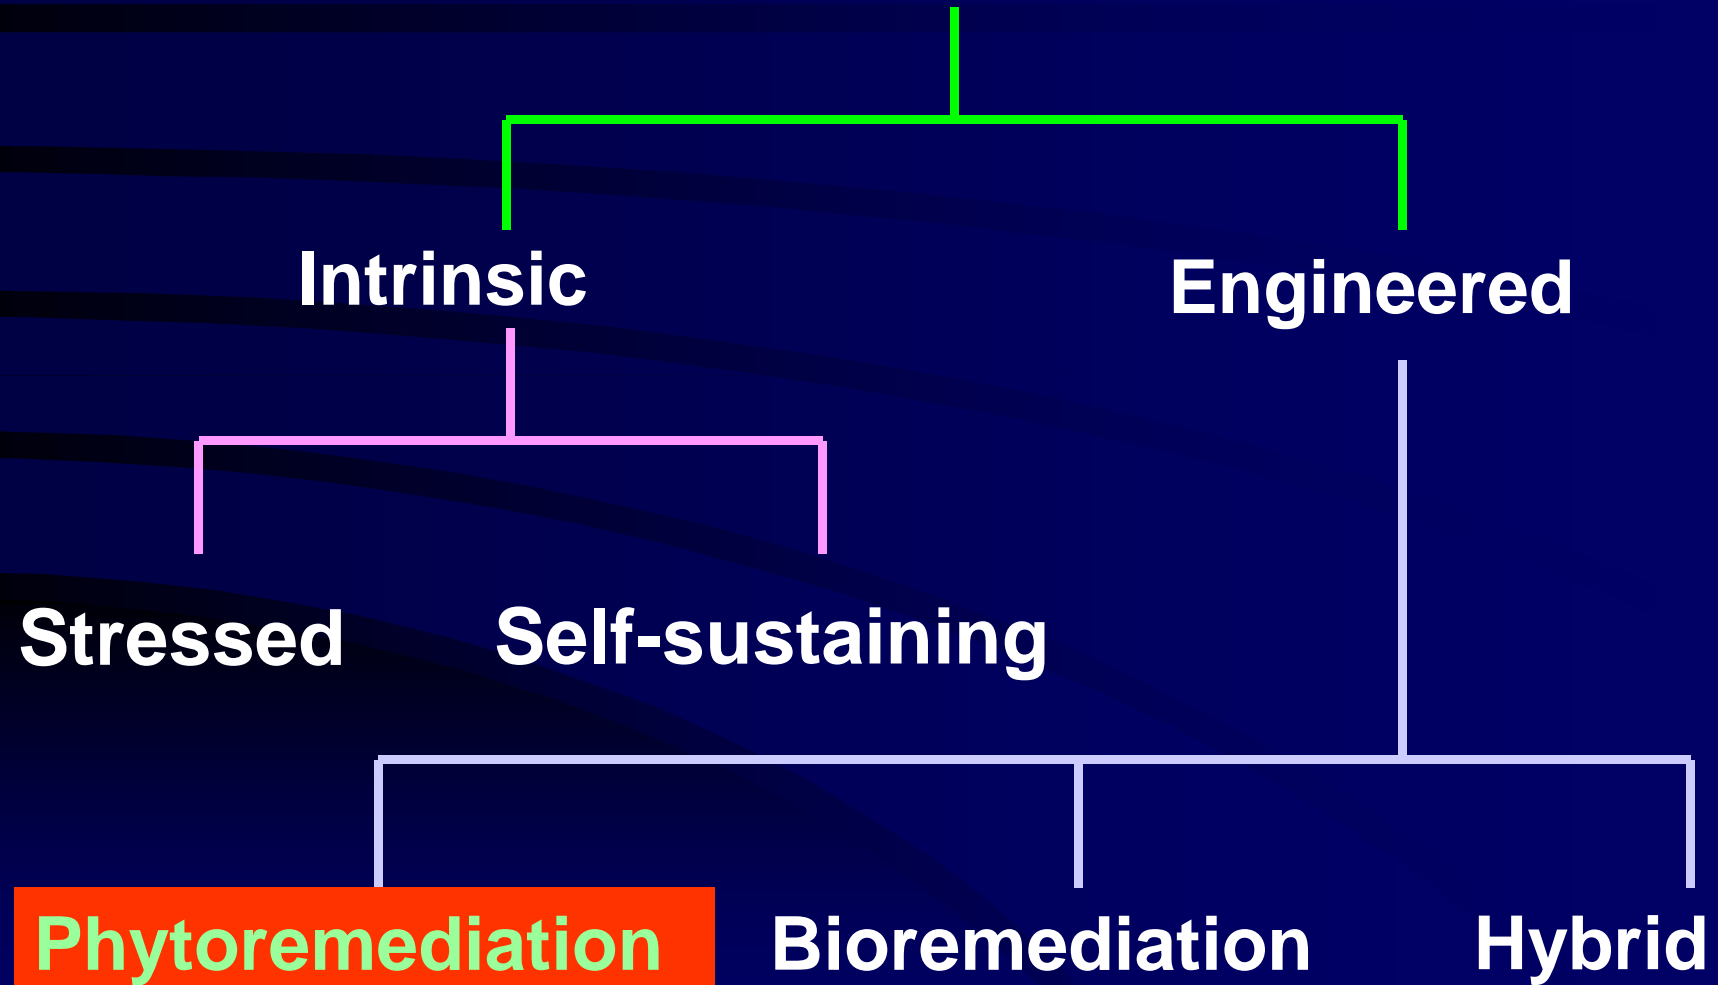 Intrinsic
Engineered
Stressed
Self-sustaining
Phytoremediation
Bioremediation
Hybrid